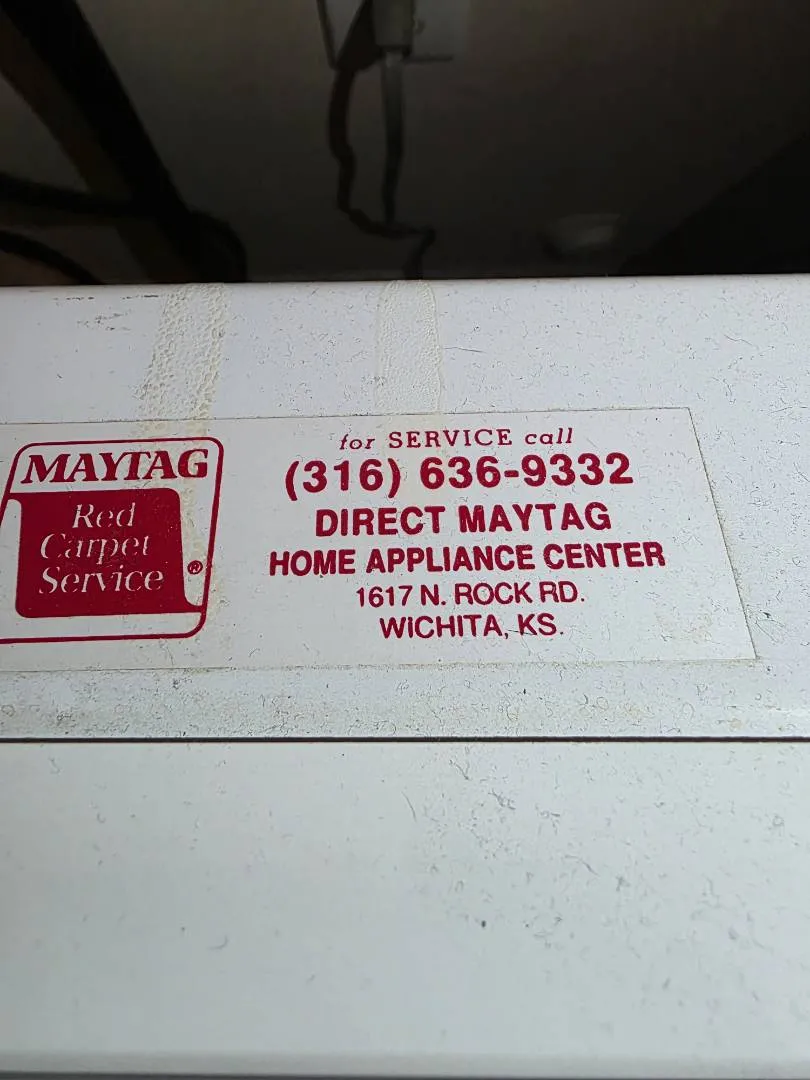 MAYTAG
Red
Carpet
Service
®
for SERVICE call
(316) 636-9332
DIRECT MAYTAG
HOME APPLIANCE CENTER
1617 N. ROCK RD.
WICHITA, KS.